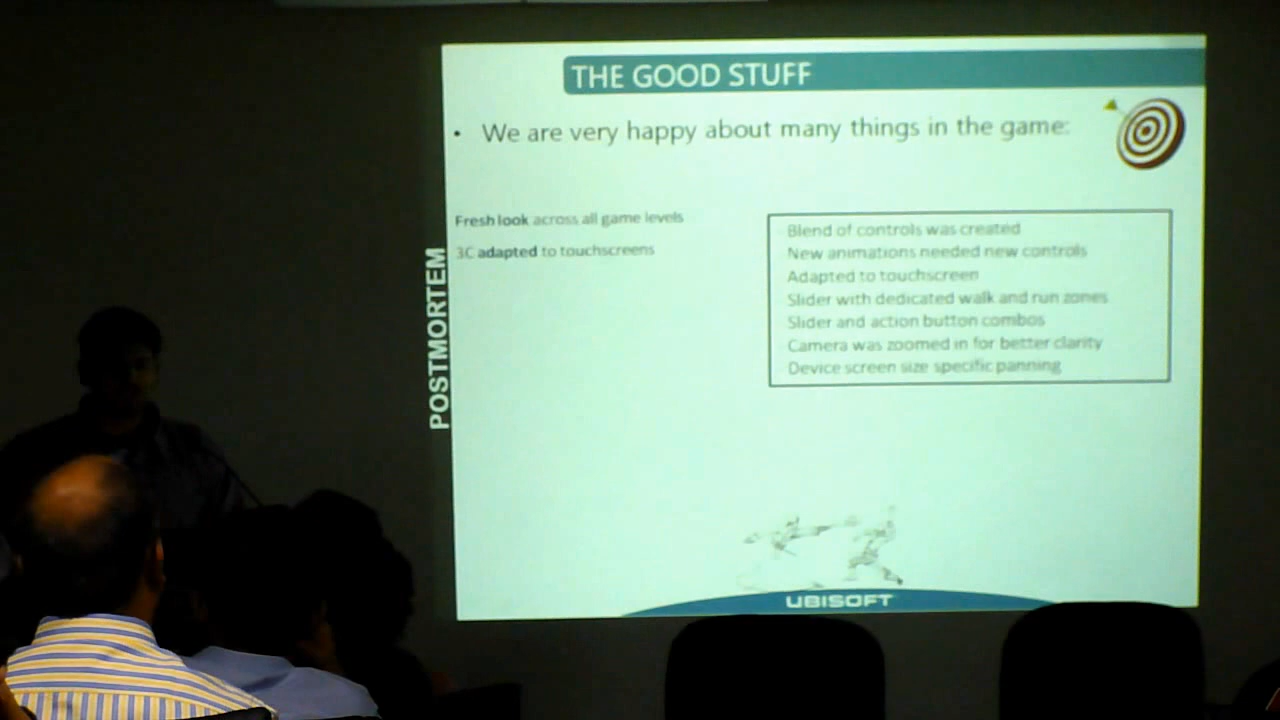 THE GOOD STUFF
• We are very happy about many things in the game:
Fresh look across all game levels
3C adapted to touchscreens
Blend of controls was created
New animations needed new controls
Adapted to touchscreen
Slider with dedicated walk and run zones
Slider and action button combos
Camera was zoomed in for better clarity
Device screen size specific panning
POSTMORTEM
UBISOFT